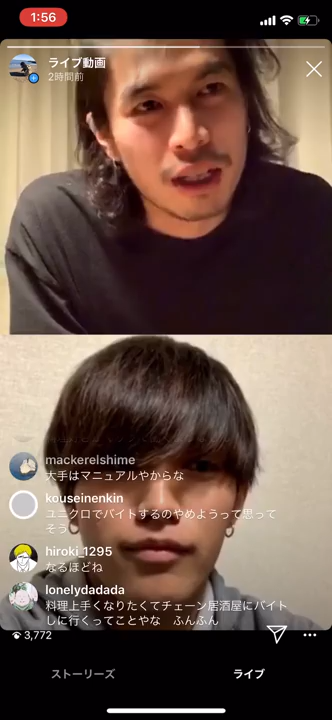 1:56
ライブ動画
2時間前
mackerelshime
大手はマニュアルやからな
kouseinenkin
ユニクロでバイトするのやめようって思って
そう
hiroki_1295
なるほどね
lonelydadada
料理上手くなりたくてチェーン居酒屋にバイト
しに行くってことやな ふんふん
3,772
ストーリーズ
ライブ